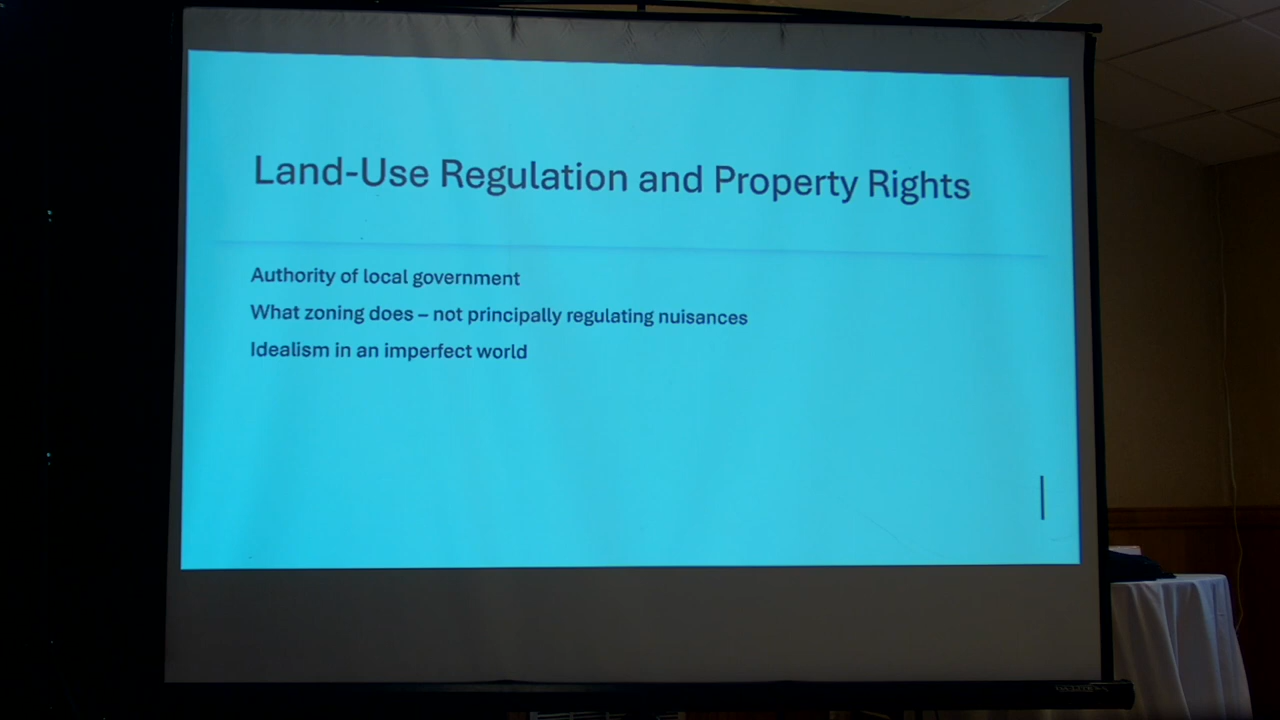 Land-Use Regulation and Property Rights
Authority of local government
What zoning does – not principally regulating nuisances
Idealism in an imperfect world